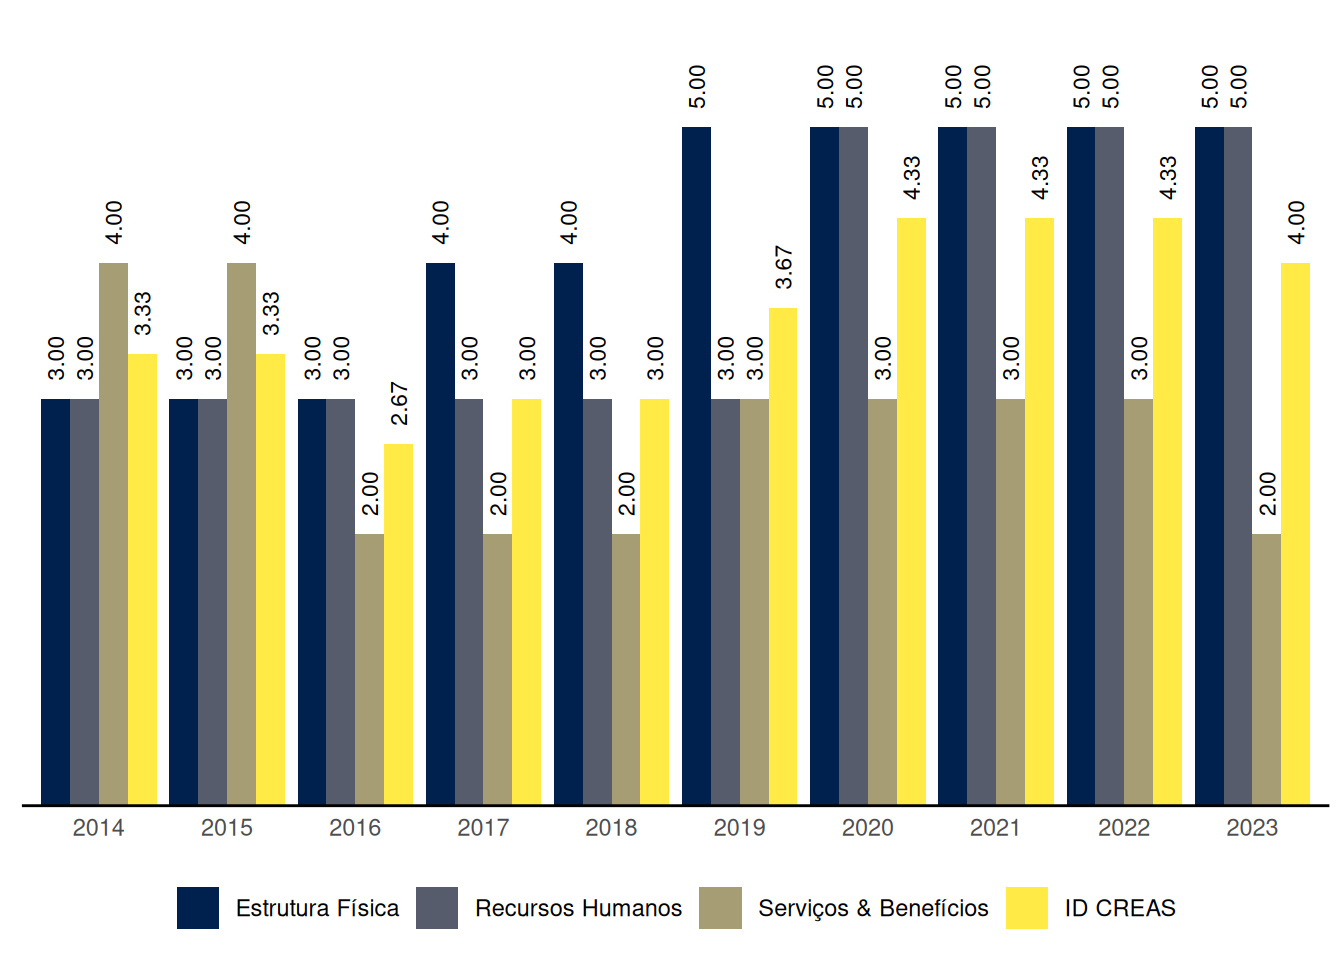 5.00 5.00 5.00 5.00 5.00 5.00 5.00 5.00 5.00
4.33 4.33 4.33
4.00 4.00 4.00 4.00 4.00
3.67
3.33 3.33
3.00 3.00 3.00 3.00 3.00 3.00 3.00 3.00 3.00 3.00 3.00 3.00 3.00 3.00 3.00
2.67
2.00 2.00 2.00 2.00
2014 2015 2016 2017 2018 2019 2020 2021 2022 2023
Estrutura Física Recursos Humanos Serviços & Benefícios ID CREAS